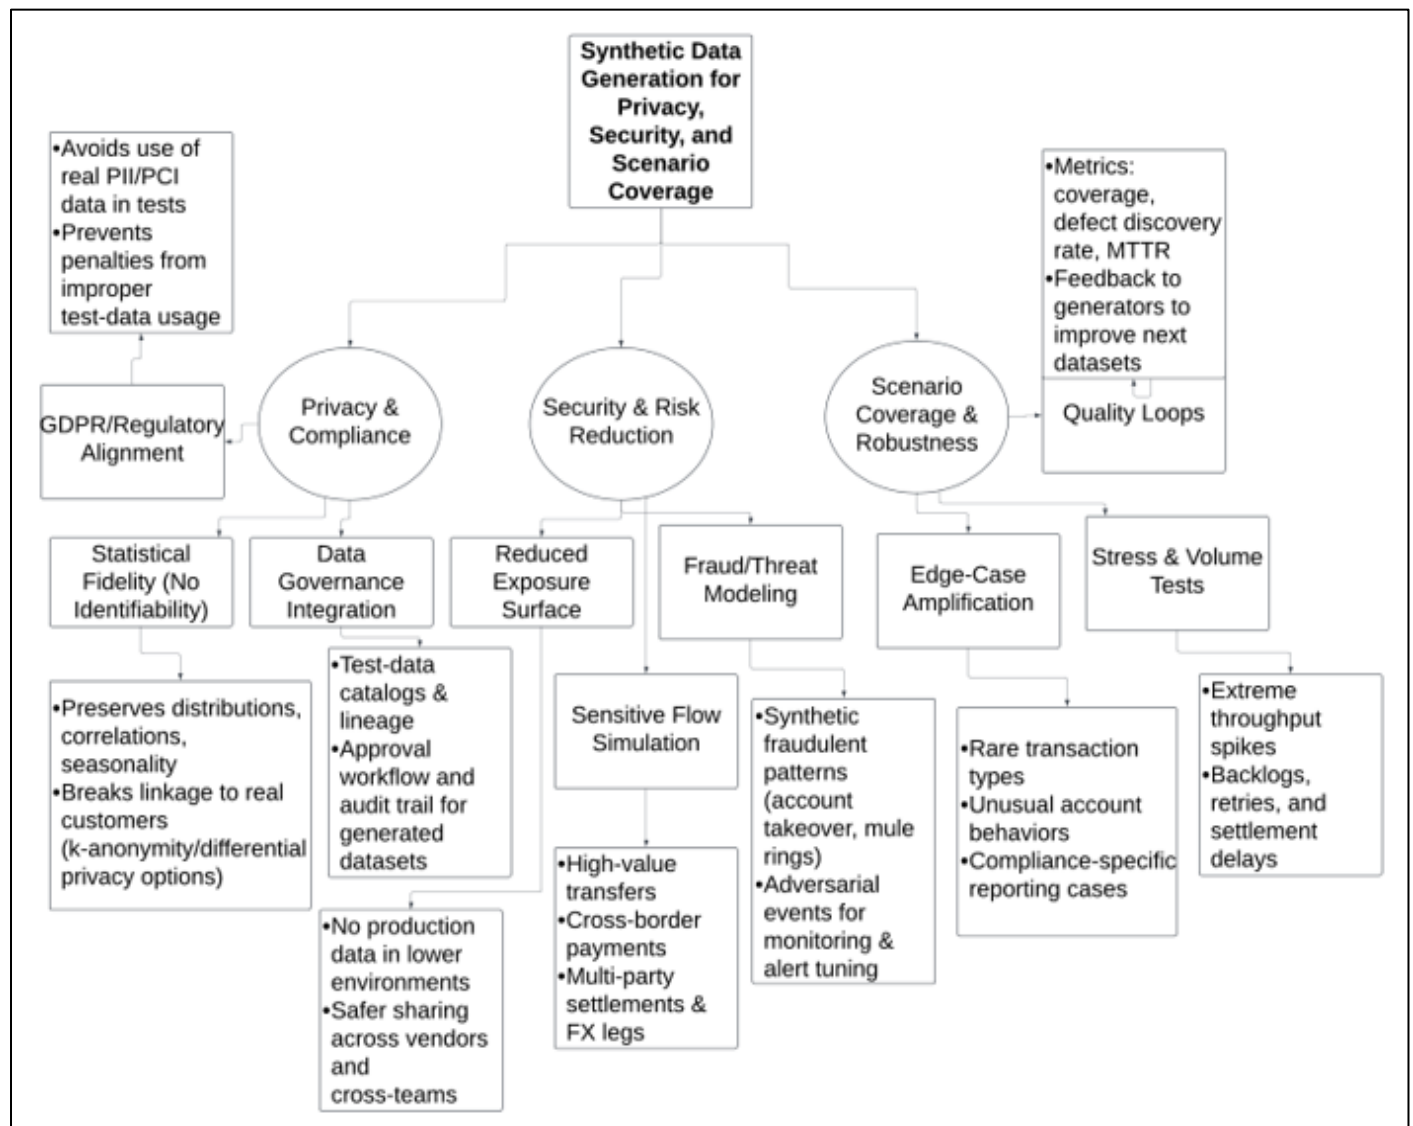 Synthetic Data
Generation for
Privacy,
Security, and
Scenario
Coverage
•Avoids use of
real PII/PCI
data in tests
•Prevents
penalties from
improper
test-data usage
•Metrics:
coverage,
defect discovery
rate, MTTR
•Feedback to
generators to
improve next
datasets
GDPR/Regulatory
Alignment
Privacy &
Compliance
Security & Risk
Reduction
Scenario
Coverage &
Robustness
Quality Loops
Statistical
Fidelity (No
Identifiability)
Data
Governance
Integration
Reduced
Exposure
Surface
Fraud/Threat
Modeling
Edge-Case
Amplification
Stress & Volume
Tests
•Preserves distributions,
correlations,
seasonality
•Breaks linkage to real
customers
(k-anonymity/differential
privacy options)
•Test-data
catalogs &
lineage
•Approval
workflow and
audit trail for
generated
datasets
Sensitive Flow
Simulation
•Synthetic
fraudulent
patterns
(account
takeover, mule
rings)
•Adversarial
events for
monitoring &
alert tuning
•Rare transaction
types
•Unusual account
behaviors
•Compliance-specific
reporting cases
•Extreme
throughput
spikes
•Backlogs,
retries, and
settlement
delays
•No production
data in lower
environments
•Safer sharing
across vendors
and
cross-teams
•High-value
transfers
•Cross-border
payments
•Multi-party
settlements &
FX legs